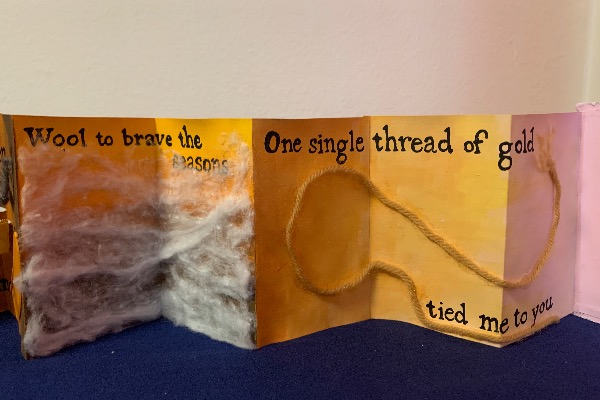 Wool to brave the
seasons
One single thread of gold
tied me to you